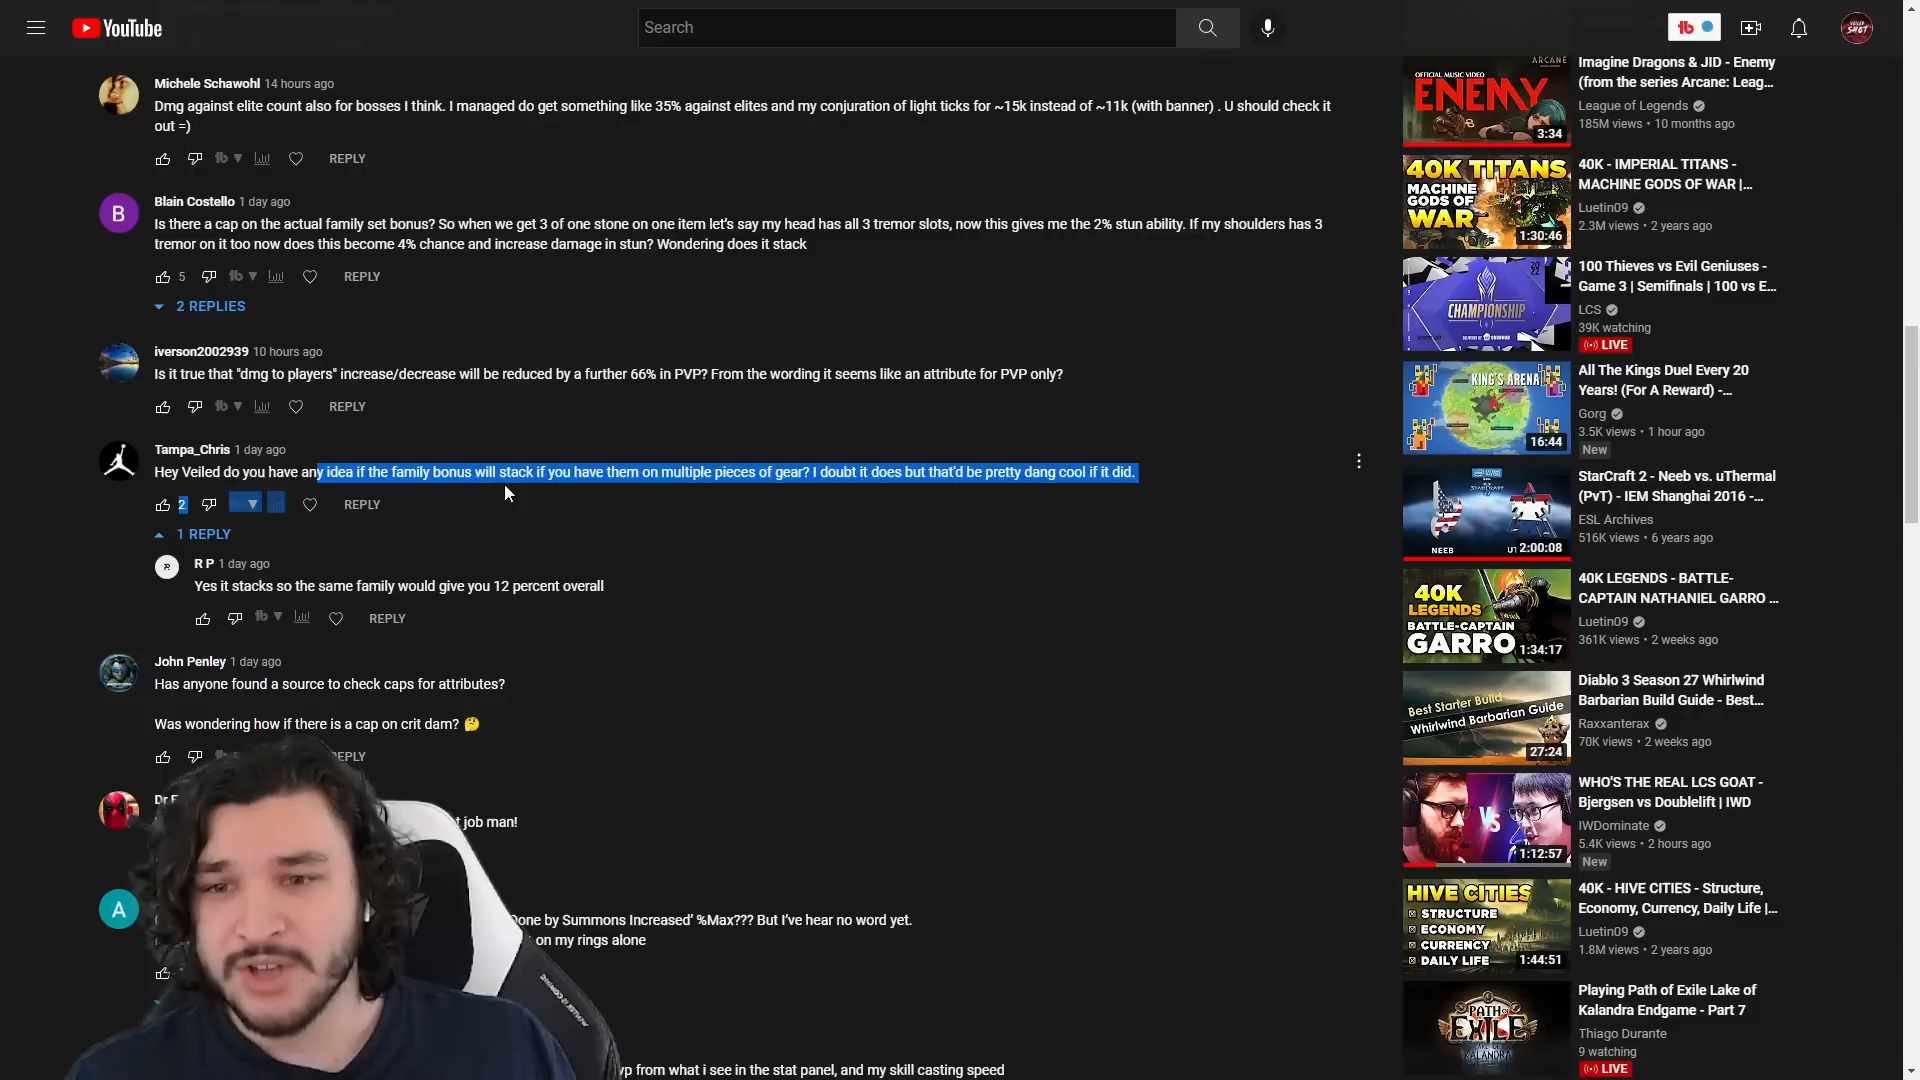 YouTube
Search
Michele Schawohl 14 hours ago
Dmg against elite count also for bosses I think. I managed do get something like 35% against elites and my conjuration of light ticks for ~15k instead of ~11k (with banner) . U should check it
out =)
REPLY
B
Blain Costello 1 day ago
Is there a cap on the actual family set bonus? So when we get 3 of one stone on one item let's say my head has all 3 tremor slots, now this gives me the 2% stun ability. If my shoulders has 3
tremor on it too now does this become 4% chance and increase damage in stun? Wondering does it stack
5 REPLY
2 REPLIES
iverson2002939 10 hours ago
Is it true that "dmg to players" increase/decrease will be reduced by a further 66% in PVP? From the wording it seems like an attribute for PVP only?
REPLY
Tampa_Chris 1 day ago
Hey Veiled do you have any idea if the family bonus will stack if you have them on multiple pieces of gear? I doubt it does but that'd be pretty dang cool if it did.
2 REPLY
1 REPLY
R P 1 day ago
Yes it stacks so the same family would give you 12 percent overall
REPLY
John Penley 1 day ago
Has anyone found a source to check caps for attributes?
Was wondering how if there is a cap on crit dam? 🤔
REPLY
job man!
A
Done by Summons Increased' %Max??? But I've hear no word yet.
on my rings alone
from what i see in the stat panel, and my skill casting speed
ARCANE
OFFICIAL MUSIC VIDEO
ENEMY
3:34
Imagine Dragons & JID - Enemy
(from the series Arcane: Leag...
League of Legends
185M views • 10 months ago
40K TITANS
MACHINE
GODS OF
WAR
1:30:46
40K - IMPERIAL TITANS -
MACHINE GODS OF WAR |...
Luetin09
2.3M views • 2 years ago
CHAMPIONSHIP
100 Thieves vs Evil Geniuses -
Game 3 | Semifinals | 100 vs E...
LCS
39K watching
LIVE
KING'S ARENA
16:44
All The Kings Duel Every 20
Years! (For A Reward) -...
Gorg
3.5K views • 1 hour ago
New
NEEB
2:00:08
StarCraft 2 - Neeb vs. uThermal
(PvT) - IEM Shanghai 2016 -...
ESL Archives
516K views • 6 years ago
40K
LEGENDS
BATTLE-CAPTAIN
GARRO
1:34:17
40K LEGENDS - BATTLE-
CAPTAIN NATHANIEL GARRO ...
Luetin09
361K views • 2 weeks ago
Best Starter Build
Whirlwind Barbarian Guide
27:24
Diablo 3 Season 27 Whirlwind
Barbarian Build Guide - Best...
Raxxanterax
70K views • 2 weeks ago
VS
1:12:57
WHO'S THE REAL LCS GOAT -
Bjergsen vs Doublelift | IWD
IWDominate
5.4K views • 2 hours ago
New
HIVE CITIES
STRUCTURE
ECONOMY
CURRENCY
DAILY LIFE
1:44:51
40K - HIVE CITIES - Structure,
Economy, Currency, Daily Life |...
Luetin09
1.8M views • 2 years ago
PATH OF
EXILE
KALANDRA
Playing Path of Exile Lake of
Kalandra Endgame - Part 7
Thiago Durante
9 watching
LIVE